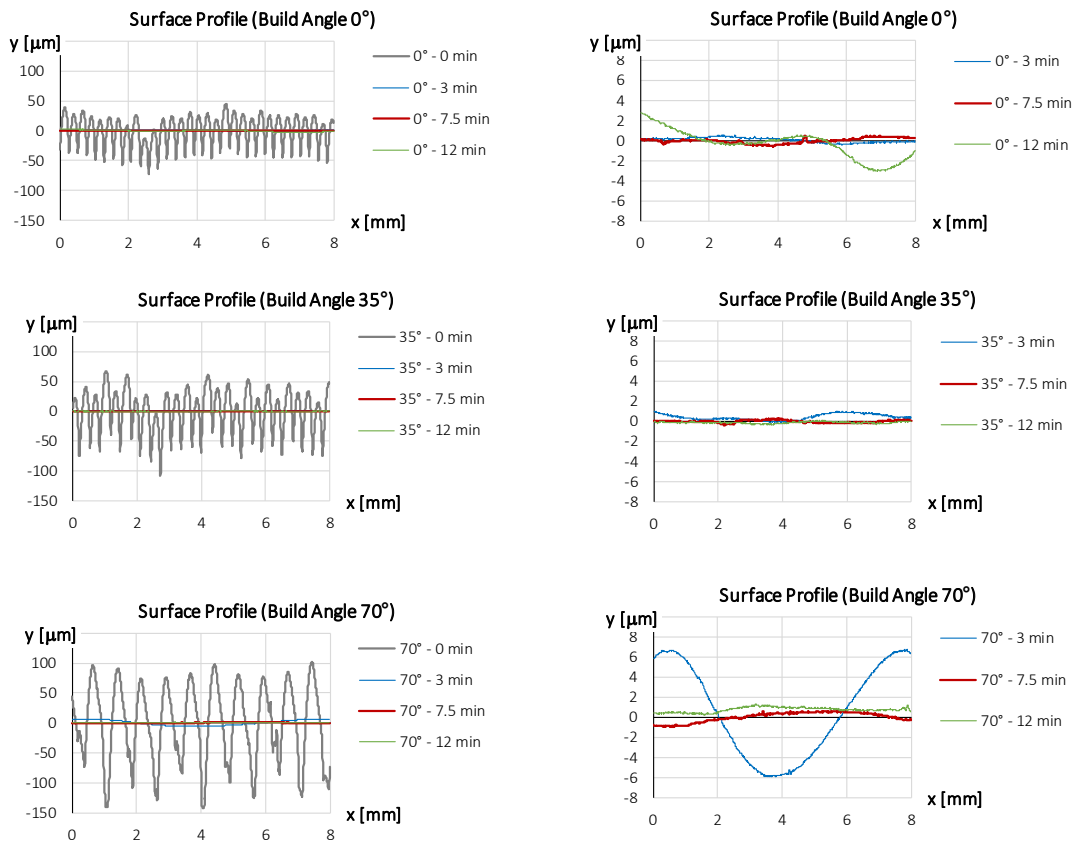 Surface Profile (Build Angle 0°)
y [µm]
100
50
0
-50
-100
-150
0 2 4 6 8
x [mm]
0° - 0 min
0° - 3 min
0° - 7.5 min
0° - 12 min
Surface Profile (Build Angle 0°)
y [µm]
8
6
4
2
0
-2
-4
-6
-8
0 2 4 6 8
x [mm]
0° - 3 min
0° - 7.5 min
0° - 12 min
Surface Profile (Build Angle 35°)
y [µm]
100
50
0
-50
-100
-150
0 2 4 6 8
x [mm]
35° - 0 min
35° - 3 min
35° - 7.5 min
35° - 12 min
Surface Profile (Build Angle 35°)
y [µm]
8
6
4
2
0
-2
-4
-6
-8
0 2 4 6 8
x [mm]
35° - 3 min
35° - 7.5 min
35° - 12 min
Surface Profile (Build Angle 70°)
y [µm]
100
50
0
-50
-100
-150
0 2 4 6 8
x [mm]
70° - 0 min
70° - 3 min
70° - 7.5 min
70° - 12 min
Surface Profile (Build Angle 70°)
y [µm]
8
6
4
2
0
-2
-4
-6
-8
0 2 4 6 8
x [mm]
70° - 3 min
70° - 7.5 min
70° - 12 min